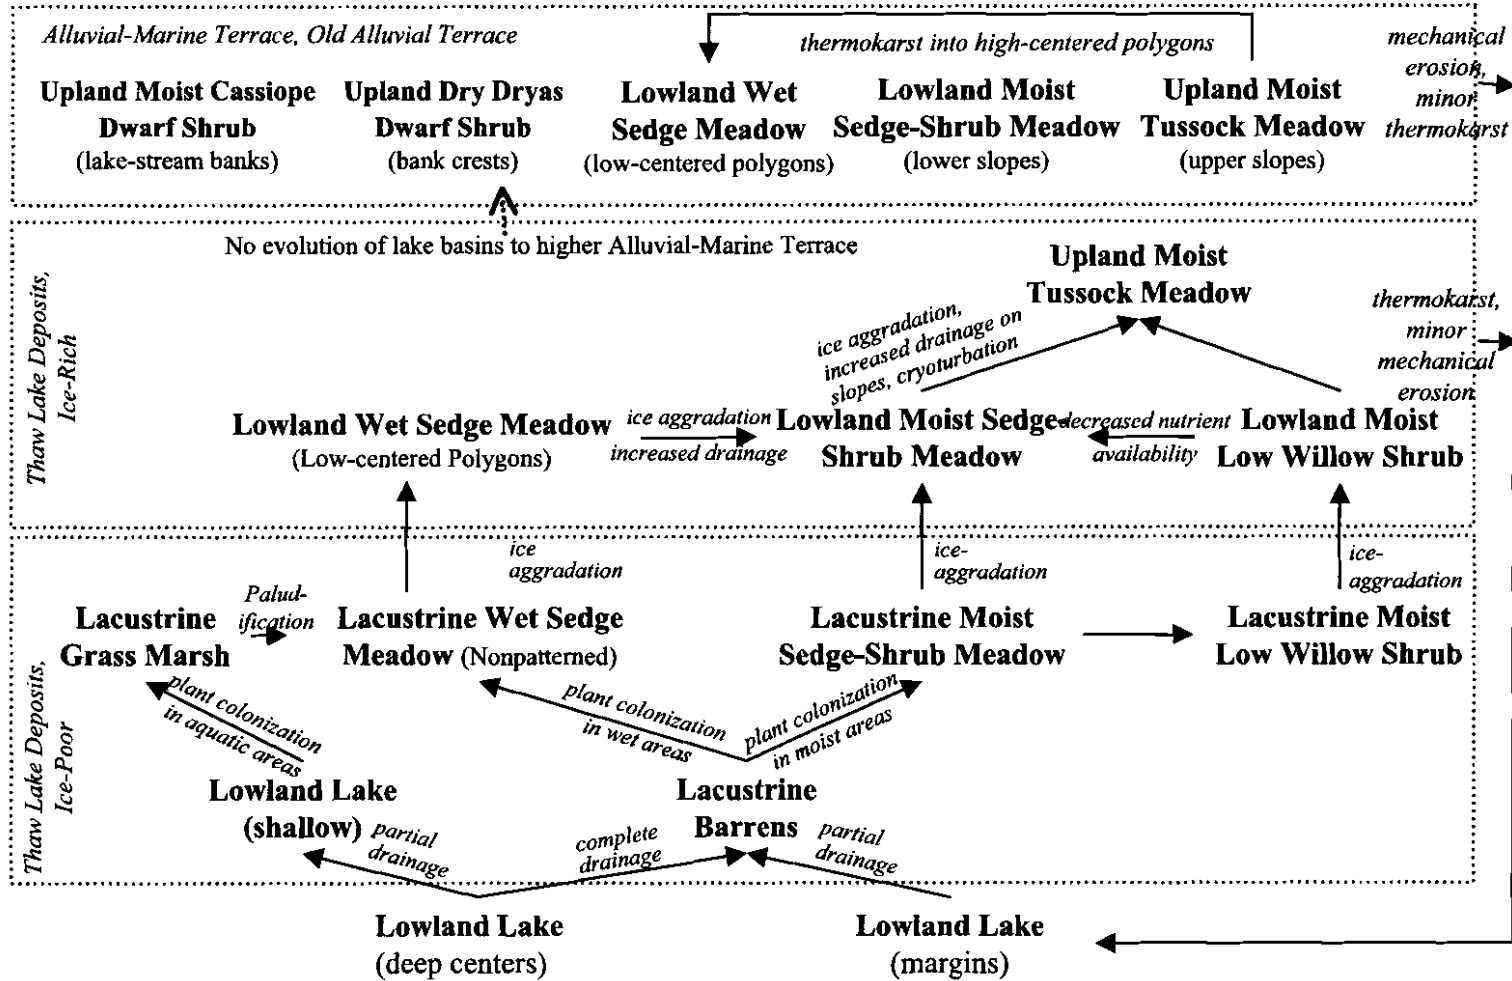 Alluvial-Marine Terrace, Old Alluvial Terrace
thermokarst into high-centered polygons
mechanical
erosion,
minor
thermokarst
Upland Moist Cassiope
Dwarf Shrub
(lake-stream banks)
Upland Dry Dryas
Dwarf Shrub
(bank crests)
Lowland Wet
Sedge Meadow
(low-centered polygons)
Lowland Moist
Sedge-Shrub Meadow
(lower slopes)
Upland Moist
Tussock Meadow
(upper slopes)
No evolution of lake basins to higher Alluvial-Marine Terrace
Thaw Lake Deposits,
Ice-Rich
Upland Moist
Tussock Meadow
ice aggradation,
increased drainage on
slopes, cryoturbation
thermokarst,
minor
mechanical
erosion
Lowland Wet Sedge Meadow
(Low-centered Polygons)
ice aggradation
increased drainage
Lowland Moist Sedge-
Shrub Meadow
decreased nutrient
availability
Lowland Moist
Low Willow Shrub
ice
aggradation
ice-
aggradation
ice-
aggradation
Thaw Lake Deposits,
Ice-Poor
Lacustrine
Grass Marsh
Palud-
ification
Lacustrine Wet Sedge
Meadow (Nonpatterned)
Lacustrine Moist
Sedge-Shrub Meadow
Lacustrine Moist
Low Willow Shrub
plant colonization
in aquatic areas
plant colonization
in wet areas
plant colonization
in moist areas
Lowland Lake
(shallow)
Lacustrine
Barrens
partial
drainage
complete
drainage
partial
drainage
Lowland Lake
(deep centers)
Lowland Lake
(margins)